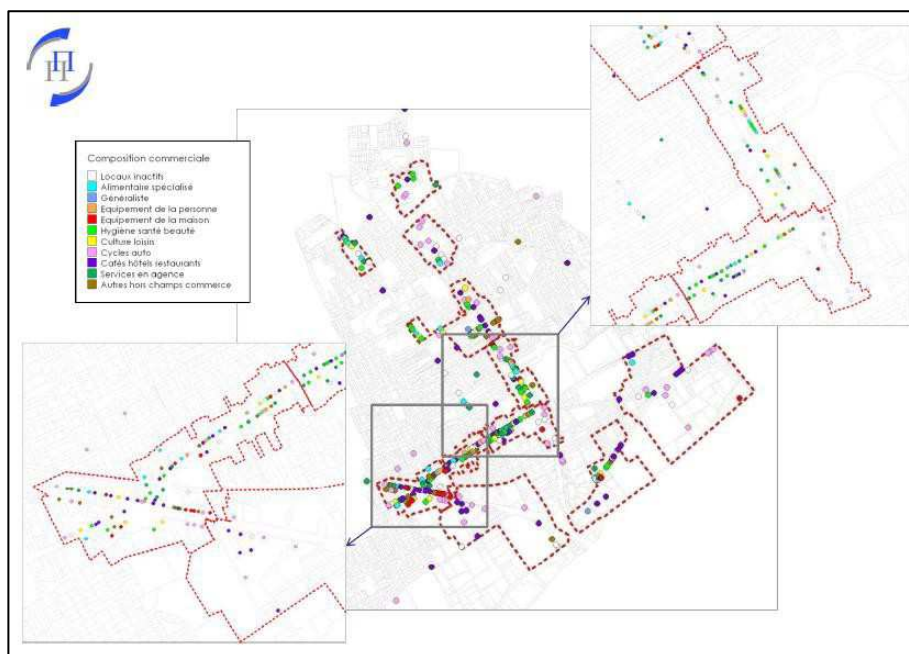 Composition commerciale
Locaux inactifs
Alimentaire spécialisé
Généraliste
Equipement de la personne
Equipement de la maison
Hygiène santé beauté
Culture loisis
Cycles auto
Cafés hôtels restaurants
Services en agence
Autres hors champs commerce